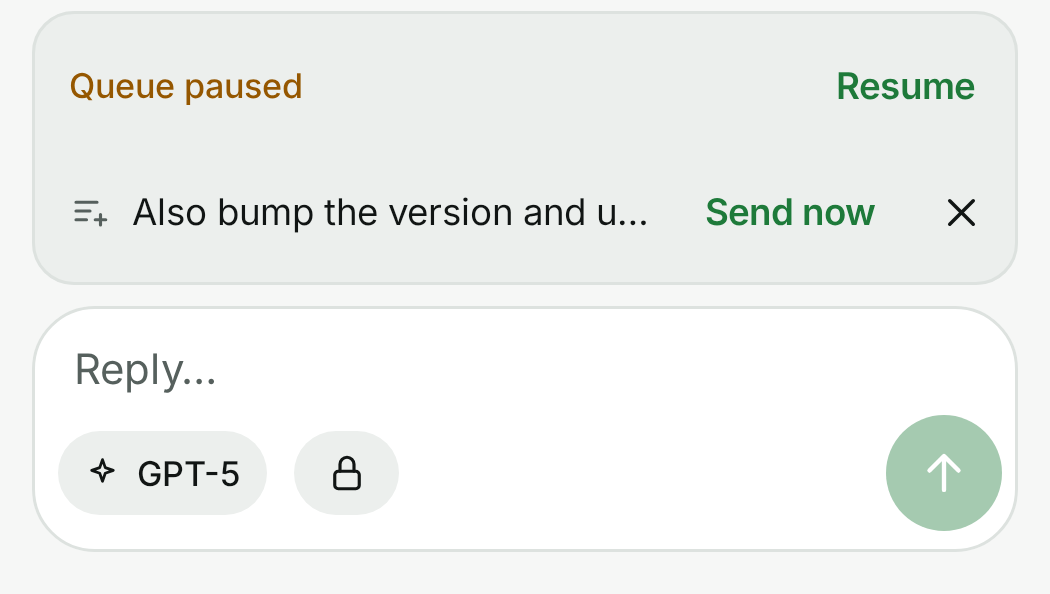 Queue paused Resume
Also bump the version and u... Send now
Reply...
GPT-5